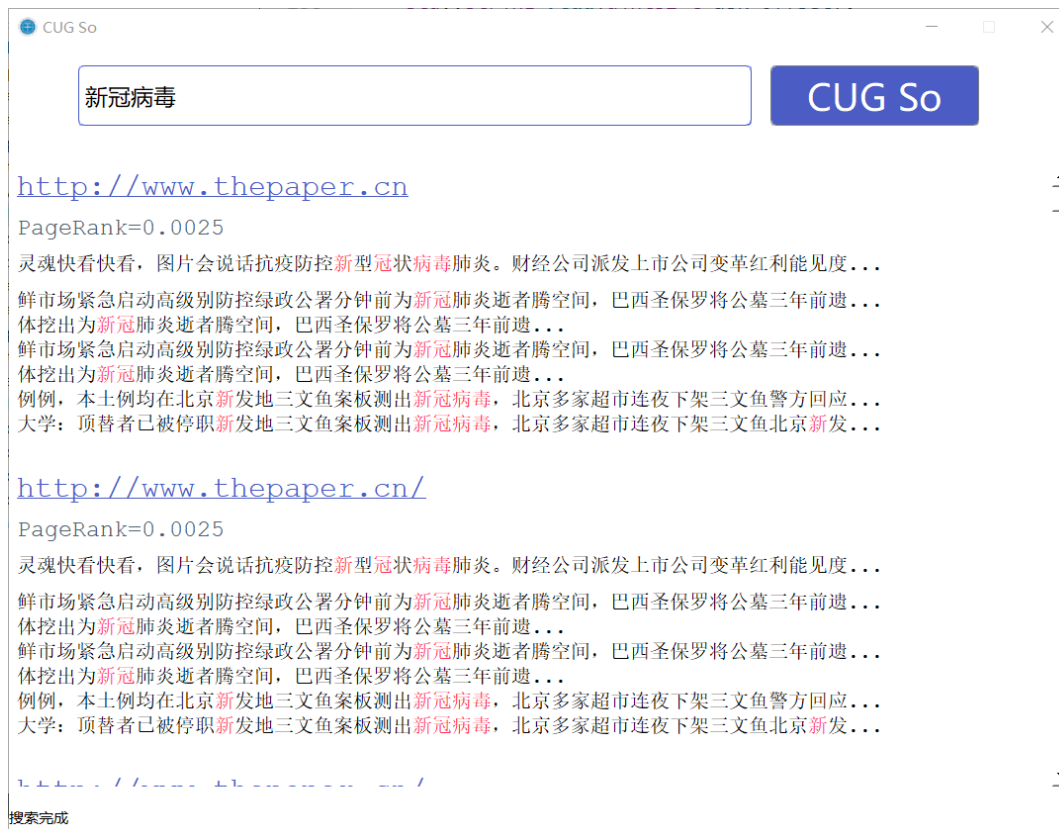 CUG So
新冠病毒
CUG So
http://www.thepaper.cn
PageRank=0.0025
灵魂快看快看，图片会说话抗疫防控新型冠状病毒肺炎。财经公司派发上市公司变革红利能见度...
鲜市场紧急启动高级别防控绿政公署分钟前为新冠肺炎逝者腾空间，巴西圣保罗将公墓三年前遗...
体挖出为新冠肺炎逝者腾空间，巴西圣保罗将公墓三年前遗...
鲜市场紧急启动高级别防控绿政公署分钟前为新冠肺炎逝者腾空间，巴西圣保罗将公墓三年前遗...
体挖出为新冠肺炎逝者腾空间，巴西圣保罗将公墓三年前遗...
例例，本土例均在北京新发地三文鱼案板测出新冠病毒，北京多家超市连夜下架三文鱼警方回应...
大学：顶替者已被停职新发地三文鱼案板测出新冠病毒，北京多家超市连夜下架三文鱼北京新发...
http://www.thepaper.cn/
PageRank=0.0025
灵魂快看快看，图片会说话抗疫防控新型冠状病毒肺炎。财经公司派发上市公司变革红利能见度...
鲜市场紧急启动高级别防控绿政公署分钟前为新冠肺炎逝者腾空间，巴西圣保罗将公墓三年前遗...
体挖出为新冠肺炎逝者腾空间，巴西圣保罗将公墓三年前遗...
鲜市场紧急启动高级别防控绿政公署分钟前为新冠肺炎逝者腾空间，巴西圣保罗将公墓三年前遗...
体挖出为新冠肺炎逝者腾空间，巴西圣保罗将公墓三年前遗...
例例，本土例均在北京新发地三文鱼案板测出新冠病毒，北京多家超市连夜下架三文鱼警方回应...
大学：顶替者已被停职新发地三文鱼案板测出新冠病毒，北京多家超市连夜下架三文鱼北京新发...
搜索完成